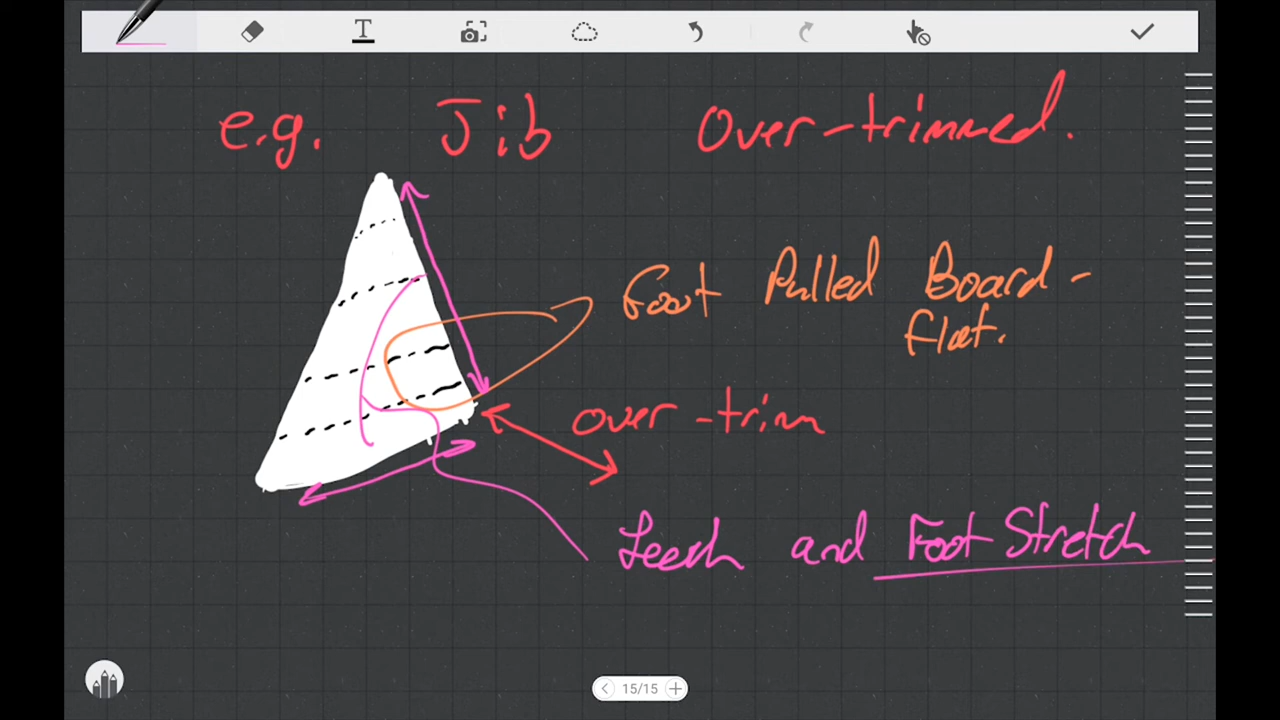 e.g. Jib Over-trimmed.
Foot Pulled Board-
flat.
over-trim
Leech and Foot Stretch
15/15
T